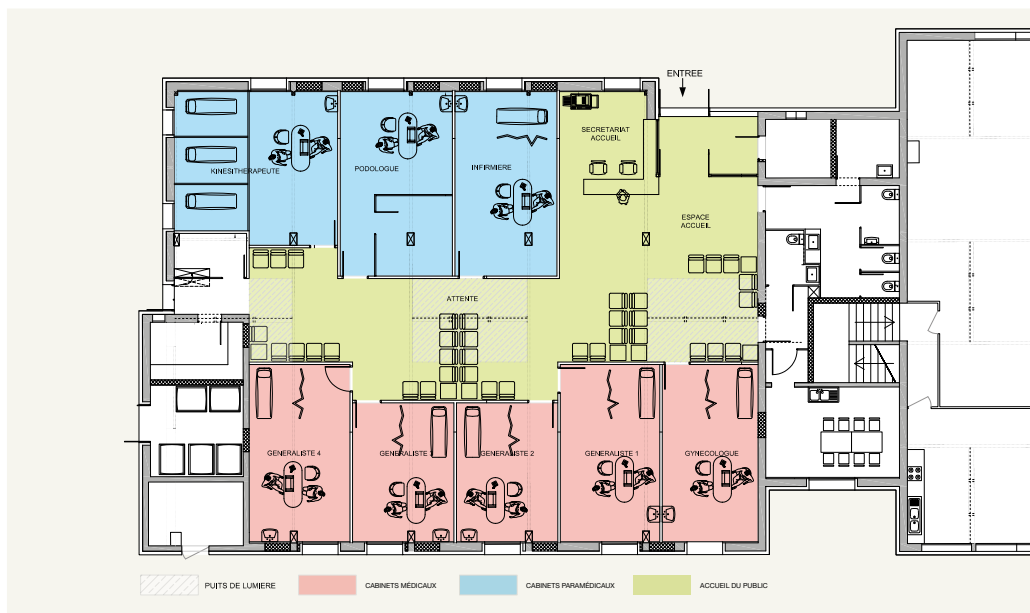 ENTREE
SECRETARIAT
ACCUEIL
KINESITHERAPEUTE
PODOLOGUE
INFIRMIERE
ESPACE
ACCUEIL
ATTENTE
GENERALISTE 4
GENERALISTE 3
GENERALISTE 2
GENERALISTE 1
GYNECOLOGUE
PUITS DE LUMIERE
CABINETS MÉDICAUX
CABINETS PARAMÉDICAUX
ACCUEIL DU PUBLIC